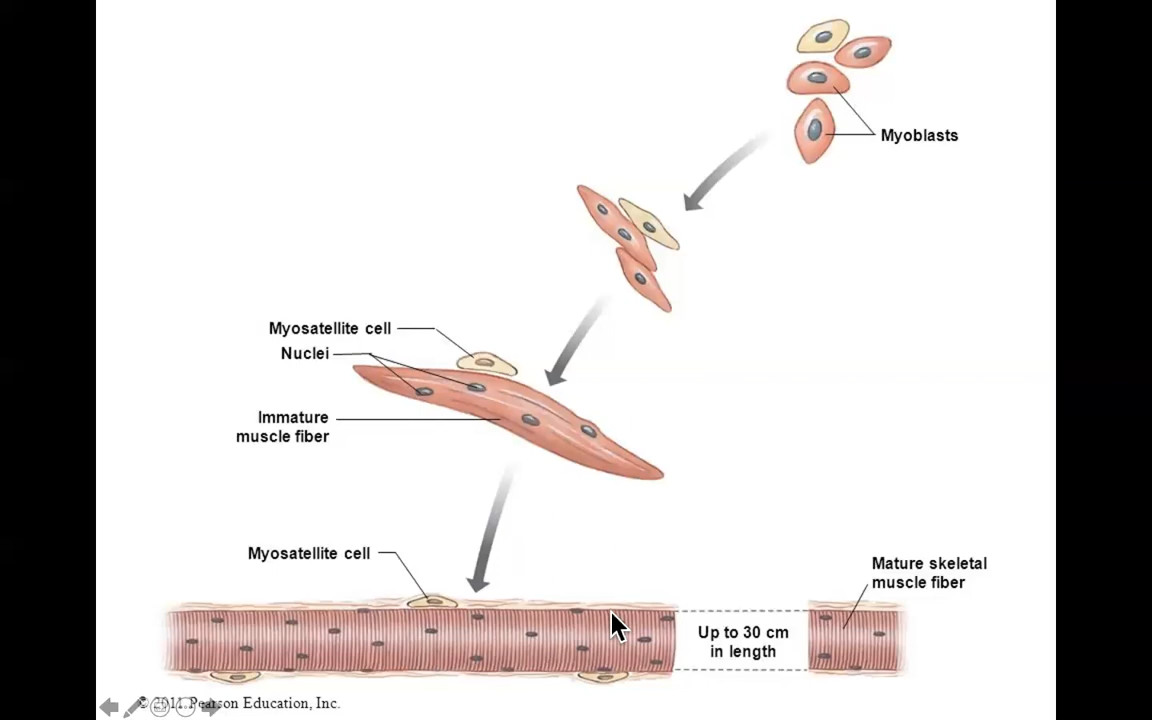 Myoblasts
Myosatellite cell
Nuclei
Immature
muscle fiber
Myosatellite cell
Mature skeletal
muscle fiber
Up to 30 cm
in length
© 2011 Pearson Education, Inc.